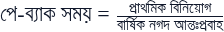 পে-ব্যাক সময় = প্রাথমিক বিনিয়োগ
বার্ষিক নগদ আন্তঃপ্রবাহ